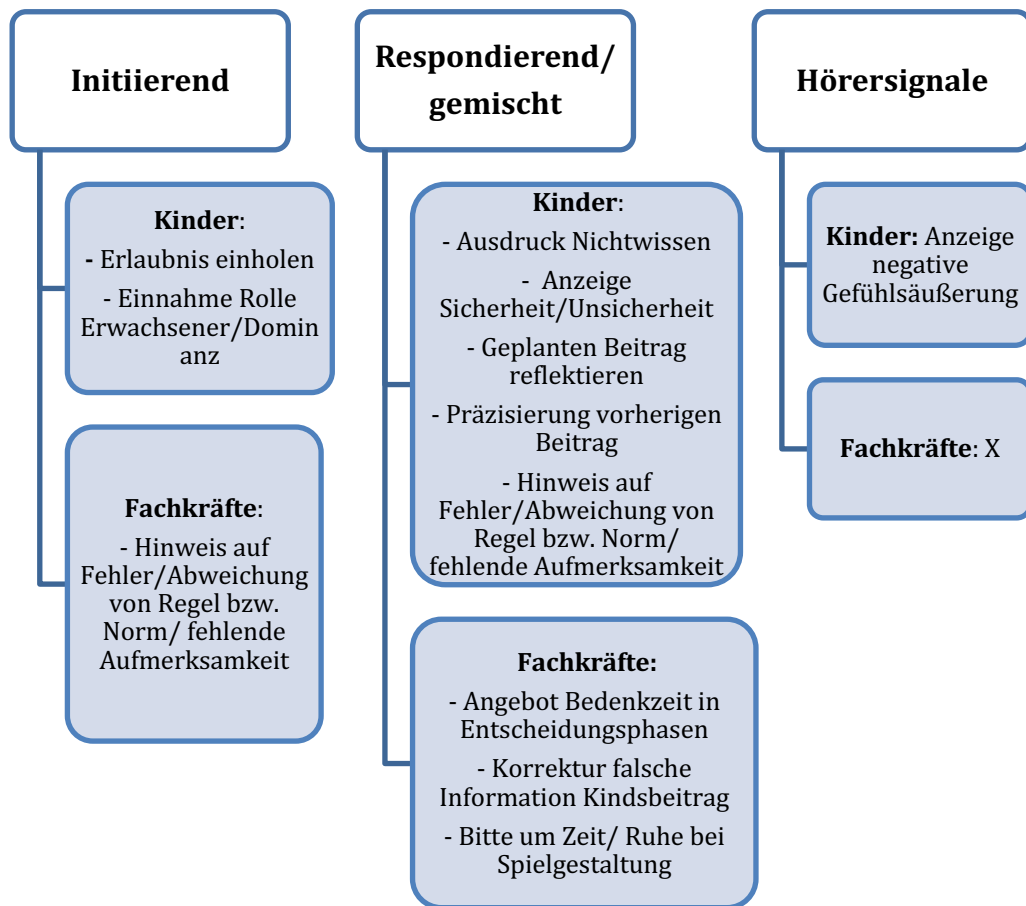 Initiierend
Kinder:
- Erlaubnis einholen
- Einnahme Rolle
Erwachsener/Domin
anz
Fachkräfte:
- Hinweis auf
Fehler/Abweichung
von Regel bzw.
Norm/ fehlende
Aufmerksamkeit
Respondierend/
gemischt
Kinder:
- Ausdruck Nichtwissen
- Anzeige
Sicherheit/Unsicherheit
- Geplanten Beitrag
reflektieren
- Präzisierung vorherigen
Beitrag
- Hinweis auf
Fehler/Abweichung von
Regel bzw. Norm/
fehlende Aufmerksamkeit
Fachkräfte:
- Angebot Bedenkzeit in
Entscheidungsphasen
- Korrektur falsche
Information Kindsbeitrag
- Bitte um Zeit/ Ruhe bei
Spielgestaltung
Hörersignale
Kinder: Anzeige
negative
Gefühlsäußerung
Fachkräfte: X